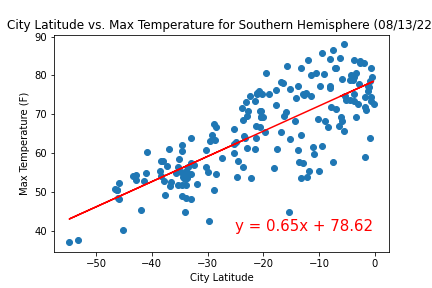 City Latitude vs. Max Temperature for Southern Hemisphere (08/13/22
90
80
70
60
50
40
Max Temperature (F)
y = 0.65x + 78.62
−50 −40 −30 −20 −10 0
City Latitude